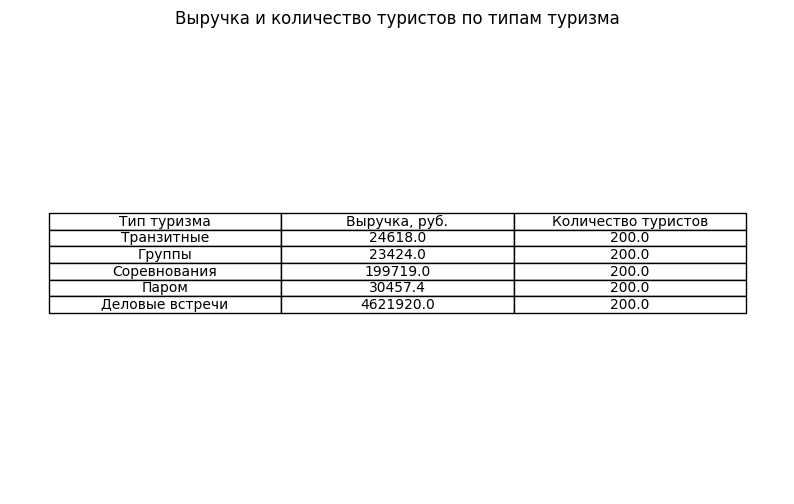 Выручка и количество туристов по типам туризма
Тип туризма Выручка, руб. Количество туристов
Транзитные 24618.0 200.0
Группы 23424.0 200.0
Соревнования 199719.0 200.0
Паром 30457.4 200.0
Деловые встречи 4621920.0 200.0